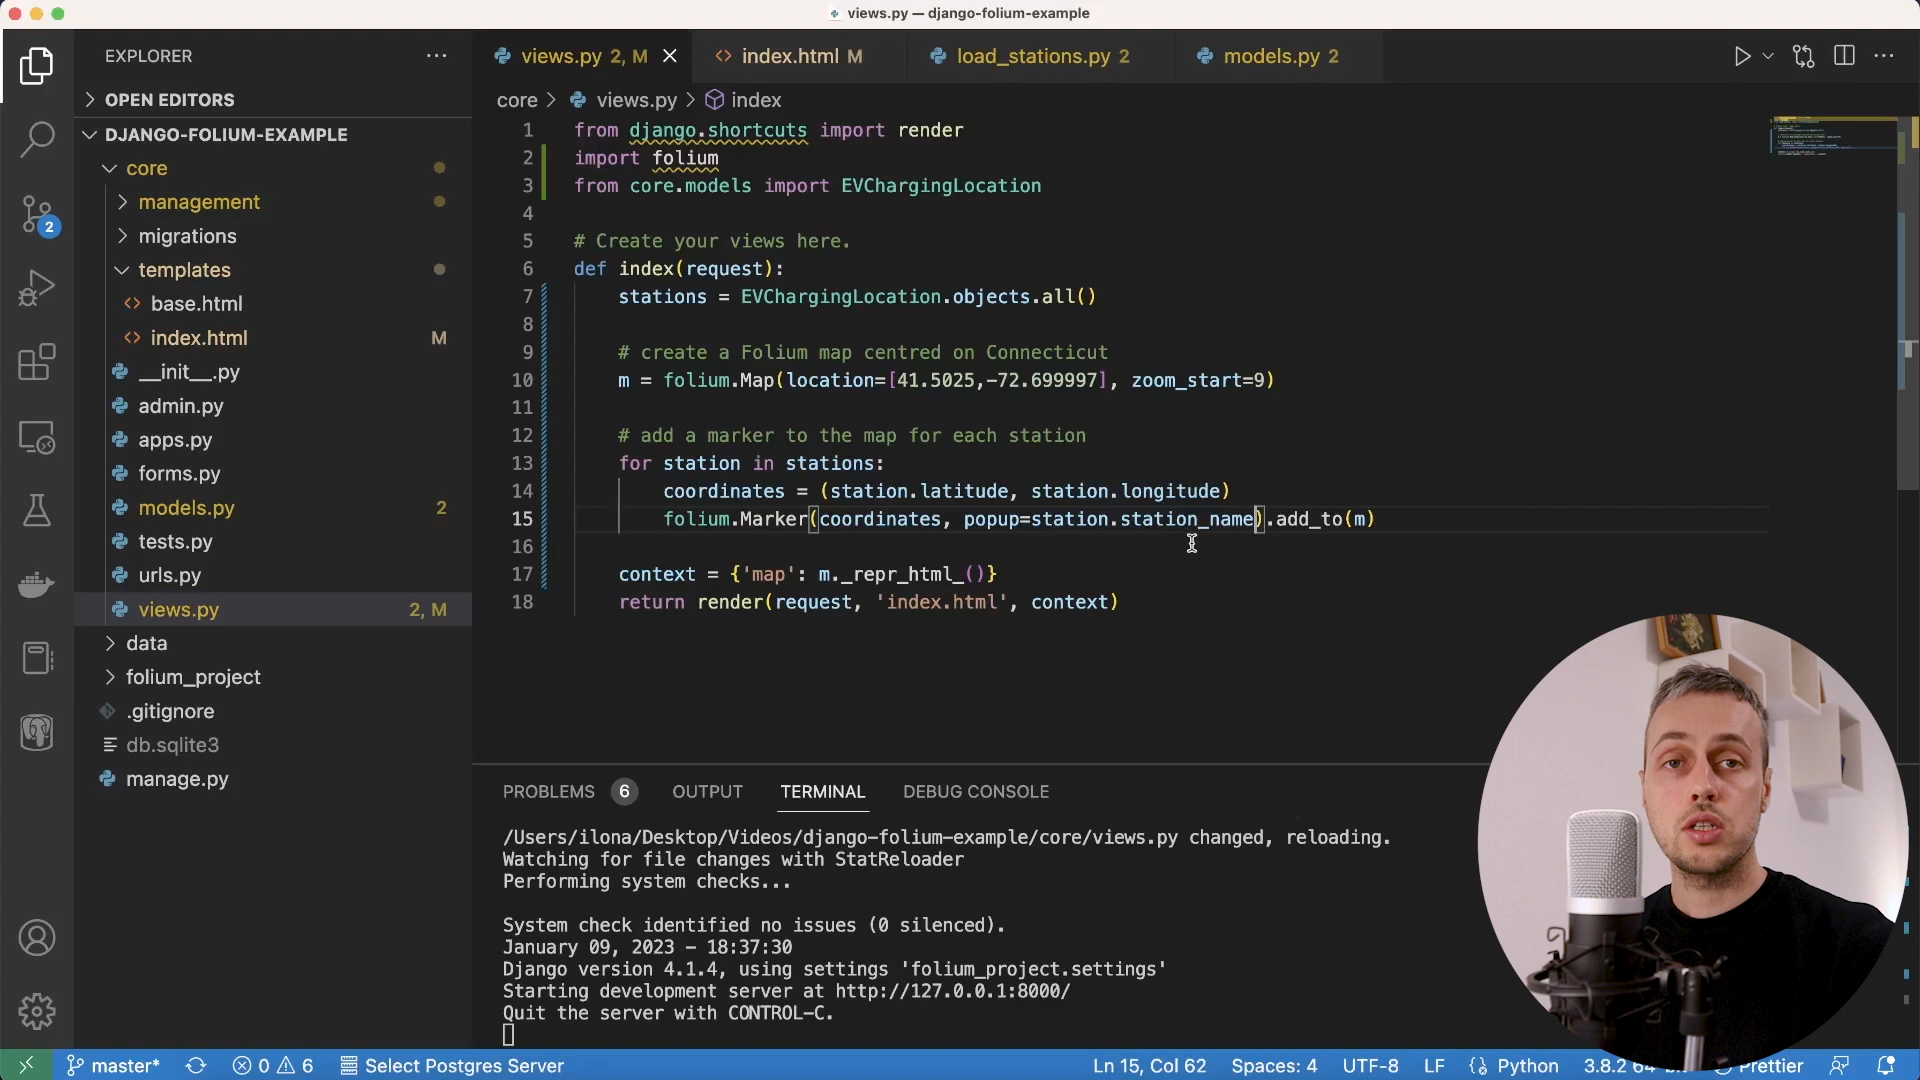 views.py — django-folium-example
EXPLORER
views.py 2, M
index.html M
load_stations.py 2
models.py 2
OPEN EDITORS
DJANGO-FOLIUM-EXAMPLE
core
management
migrations
templates
base.html
index.html M
__init__.py
admin.py
apps.py
forms.py
models.py 2
tests.py
urls.py
views.py 2, M
data
folium_project
.gitignore
db.sqlite3
manage.py
2
core > views.py > index
1 from django.shortcuts import render
2 import folium
3 from core.models import EVChargingLocation
4
5 # Create your views here.
6 def index(request):
7 stations = EVChargingLocation.objects.all()
8
9 # create a Folium map centred on Connecticut
10 m = folium.Map(location=[41.5025,-72.699997], zoom_start=9)
11
12 # add a marker to the map for each station
13 for station in stations:
14 coordinates = (station.latitude, station.longitude)
15 folium.Marker(coordinates, popup=station.station_name).add_to(m)
16
17 context = {'map': m._repr_html_()}
18 return render(request, 'index.html', context)
PROBLEMS 6 OUTPUT TERMINAL DEBUG CONSOLE
/Users/ilona/Desktop/Videos/django-folium-example/core/views.py changed, reloading.
Watching for file changes with StatReloader
Performing system checks...
System check identified no issues (0 silenced).
January 09, 2023 - 18:37:30
Django version 4.1.4, using settings 'folium_project.settings'
Starting development server at http://127.0.0.1:8000/
Quit the server with CONTROL-C.
master* 0 6 Select Postgres Server Ln 15, Col 62 Spaces: 4 UTF-8 LF Python 3.8.2 Prettier